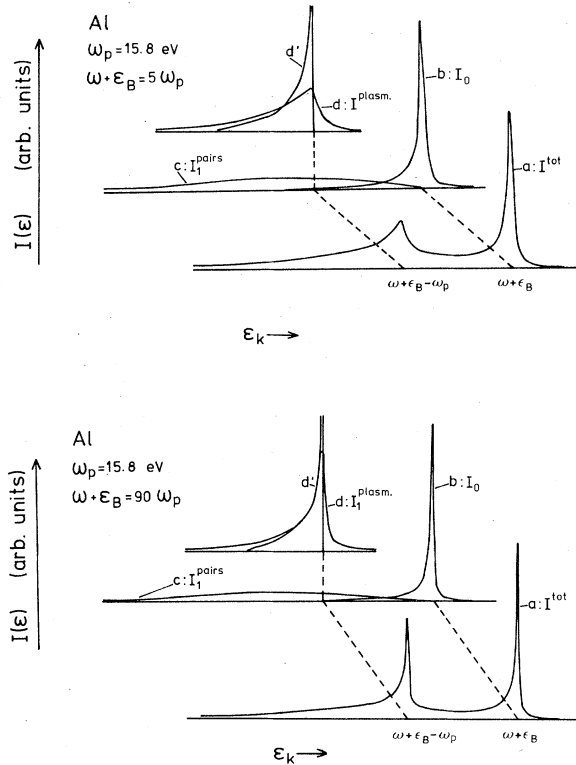 Al
ωp = 15.8 eV
ω + εB = 5 ωp
I(ε) (arb. units)
d'
d : I^plasm.
b : I₀
c : I₁^pairs
a : I^tot
ω + εB − ωp
ω + εB
εk →
Al
ωp = 15.8 eV
ω + εB = 90 ωp
I(ε) (arb. units)
d'
d : I₁^plasm.
b : I₀
c : I₁^pairs
a : I^tot
ω + εB − ωp
ω + εB
εk →